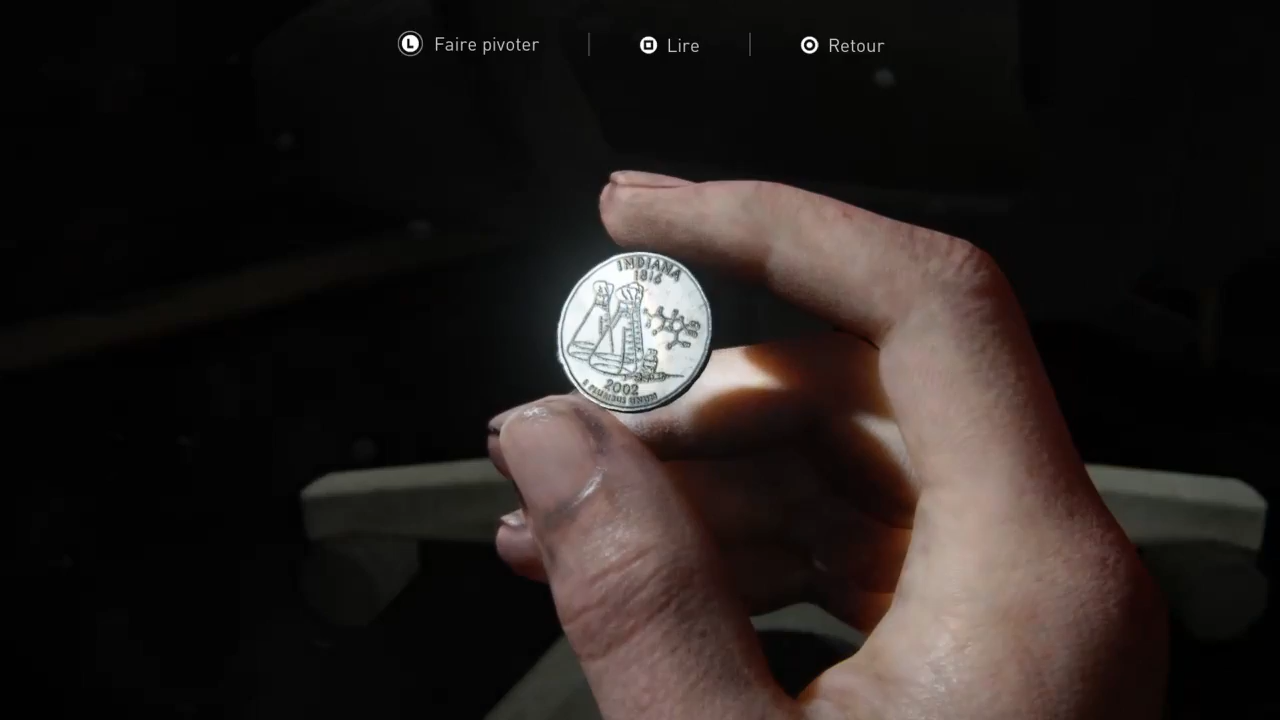 Faire pivoter
Lire
Retour
INDIANA
1816
2002
E PLURIBUS UNUM